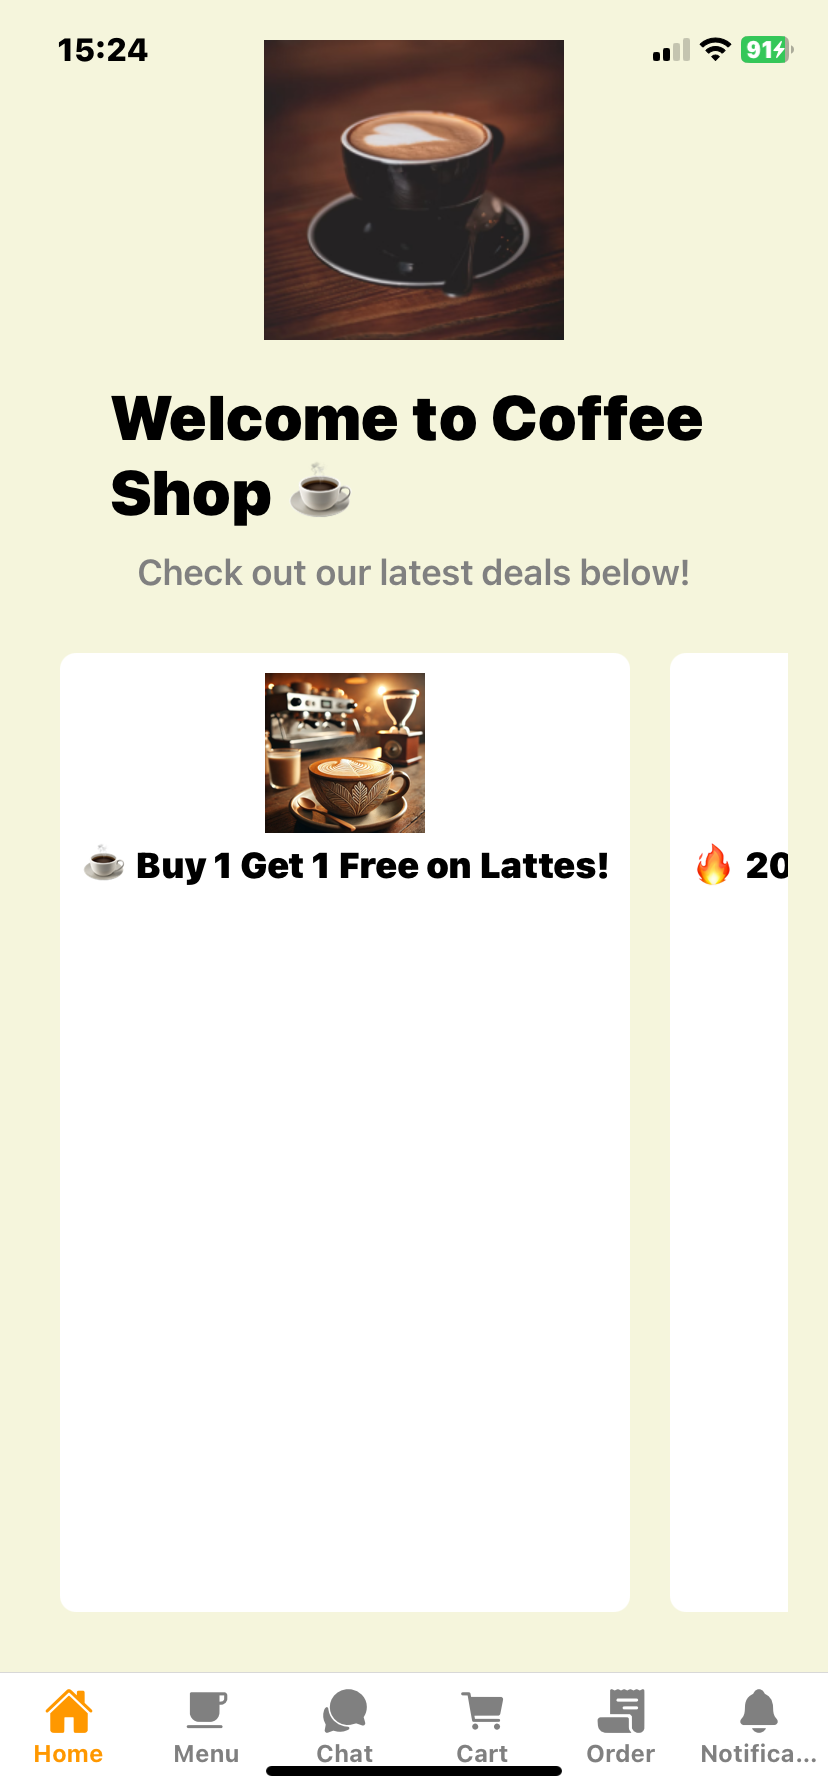 15:24
91
Welcome to Coffee
Shop ☕
Check out our latest deals below!
☕ Buy 1 Get 1 Free on Lattes!
🔥 20
Home
Menu
Chat
Cart
Order
Notifica...